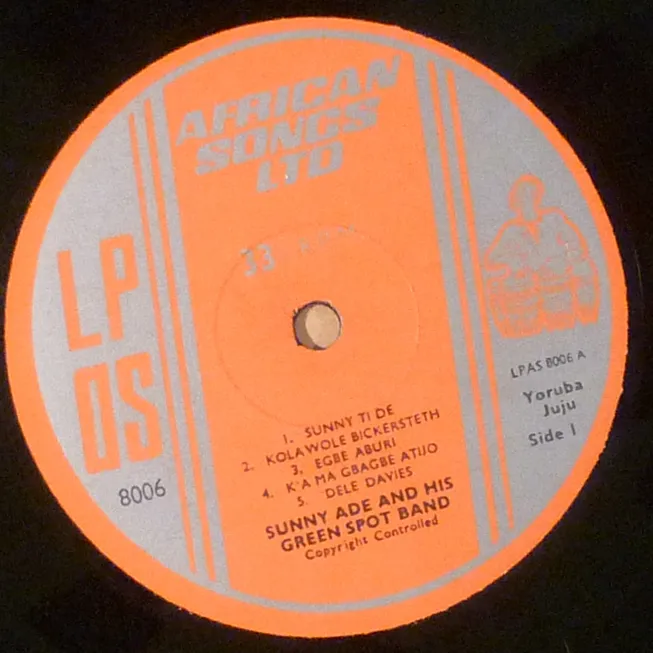 AFRICAN
SONGS
LTD
33
LP
OS
8006
LPAS 8006 A
Yoruba
Juju
Side 1
1. SUNNY TI DE
2. KOLAWOLE BICKERSTETH
3. EGBE ABURI
4. K'A MA GBAGBE ATIJO
5. DELE DAVIES
SUNNY ADE AND HIS
GREEN SPOT BAND
Copyright Controlled